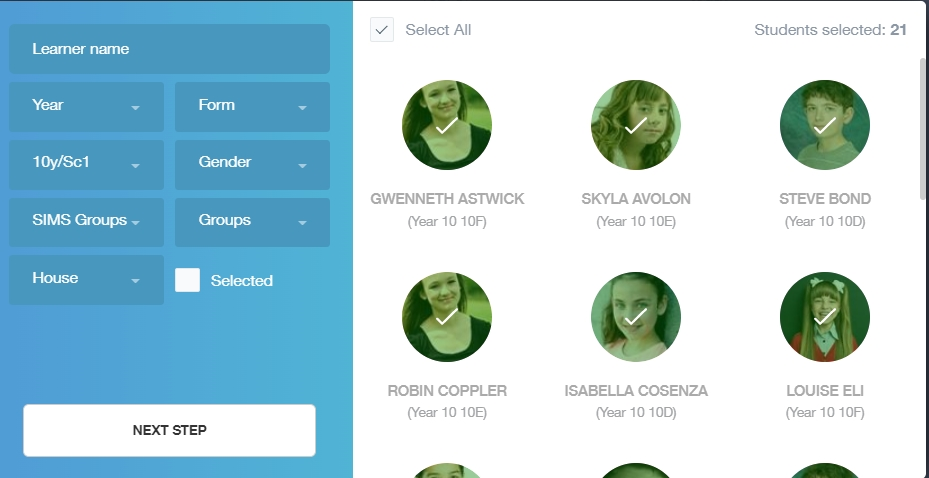 Learner name
Year
Form
10y/Sc1
Gender
SIMS Groups
Groups
House
Selected
NEXT STEP
Select All
Students selected: 21
GWENNETH ASTWICK
(Year 10 10F)
SKYLA AVOLON
(Year 10 10E)
STEVE BOND
(Year 10 10D)
ROBIN COPPLER
(Year 10 10E)
ISABELLA COSENZA
(Year 10 10D)
LOUISE ELI
(Year 10 10F)